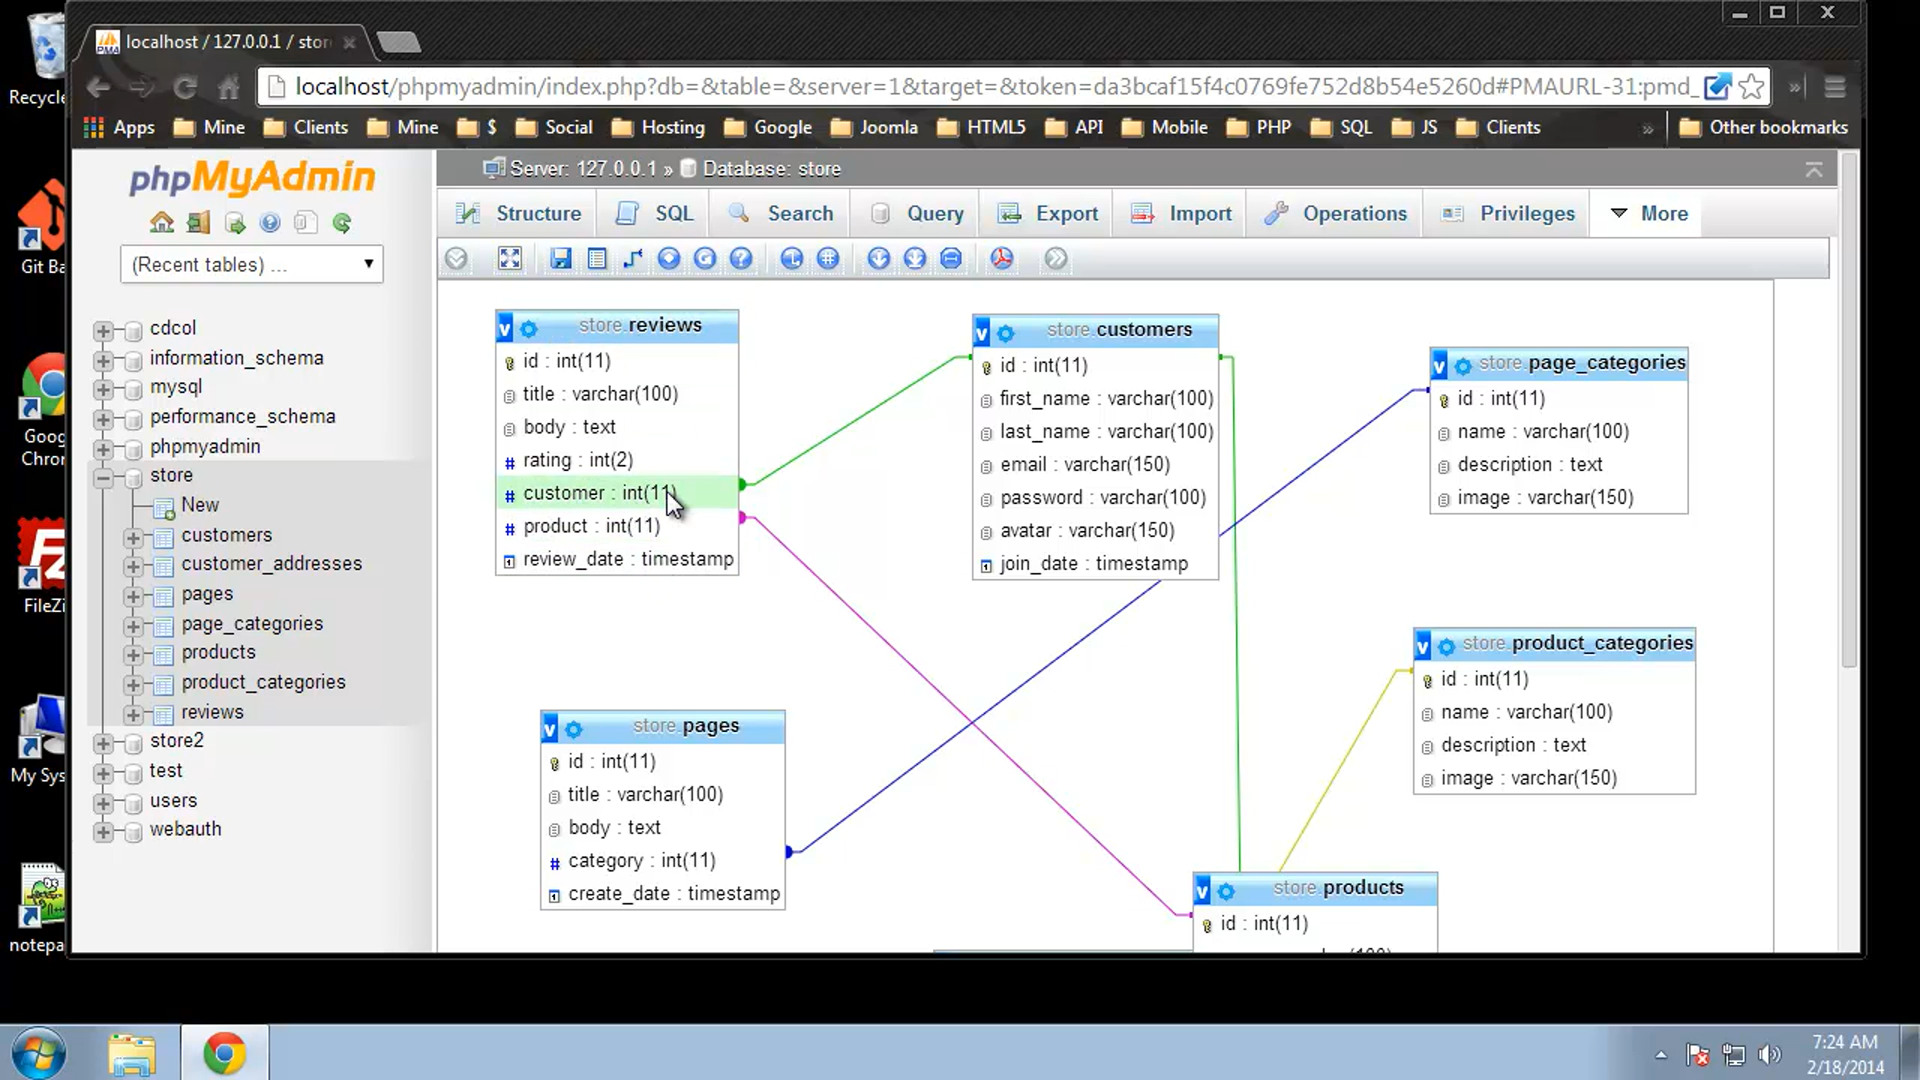 localhost / 127.0.0.1 / stor
localhost/phpmyadmin/index.php?db=&table=&server=1&target=&token=da3bcaf15f4c0769fe752d8b54e5260d#PMAURL-31:pmd_
Apps Mine Clients Mine $ Social Hosting Google Joomla HTML5 API Mobile PHP SQL JS Clients » Other bookmarks
phpMyAdmin
Server: 127.0.0.1 » Database: store
Structure SQL Search Query Export Import Operations Privileges More
(Recent tables) ...
cdcol
information_schema
mysql
performance_schema
phpmyadmin
store
New
customers
customer_addresses
pages
page_categories
products
product_categories
reviews
store2
test
users
webauth
store.reviews
id : int(11)
title : varchar(100)
body : text
rating : int(2)
customer : int(11)
product : int(11)
review_date : timestamp
store.customers
id : int(11)
first_name : varchar(100)
last_name : varchar(100)
email : varchar(150)
password : varchar(100)
avatar : varchar(150)
join_date : timestamp
store.page_categories
id : int(11)
name : varchar(100)
description : text
image : varchar(150)
store.product_categories
id : int(11)
name : varchar(100)
description : text
image : varchar(150)
store.pages
id : int(11)
title : varchar(100)
body : text
category : int(11)
create_date : timestamp
store.products
id : int(11)
Recycle
Git Ba
Goog
Chron
FileZi
My Sys
notepa
7:24 AM
2/18/2014